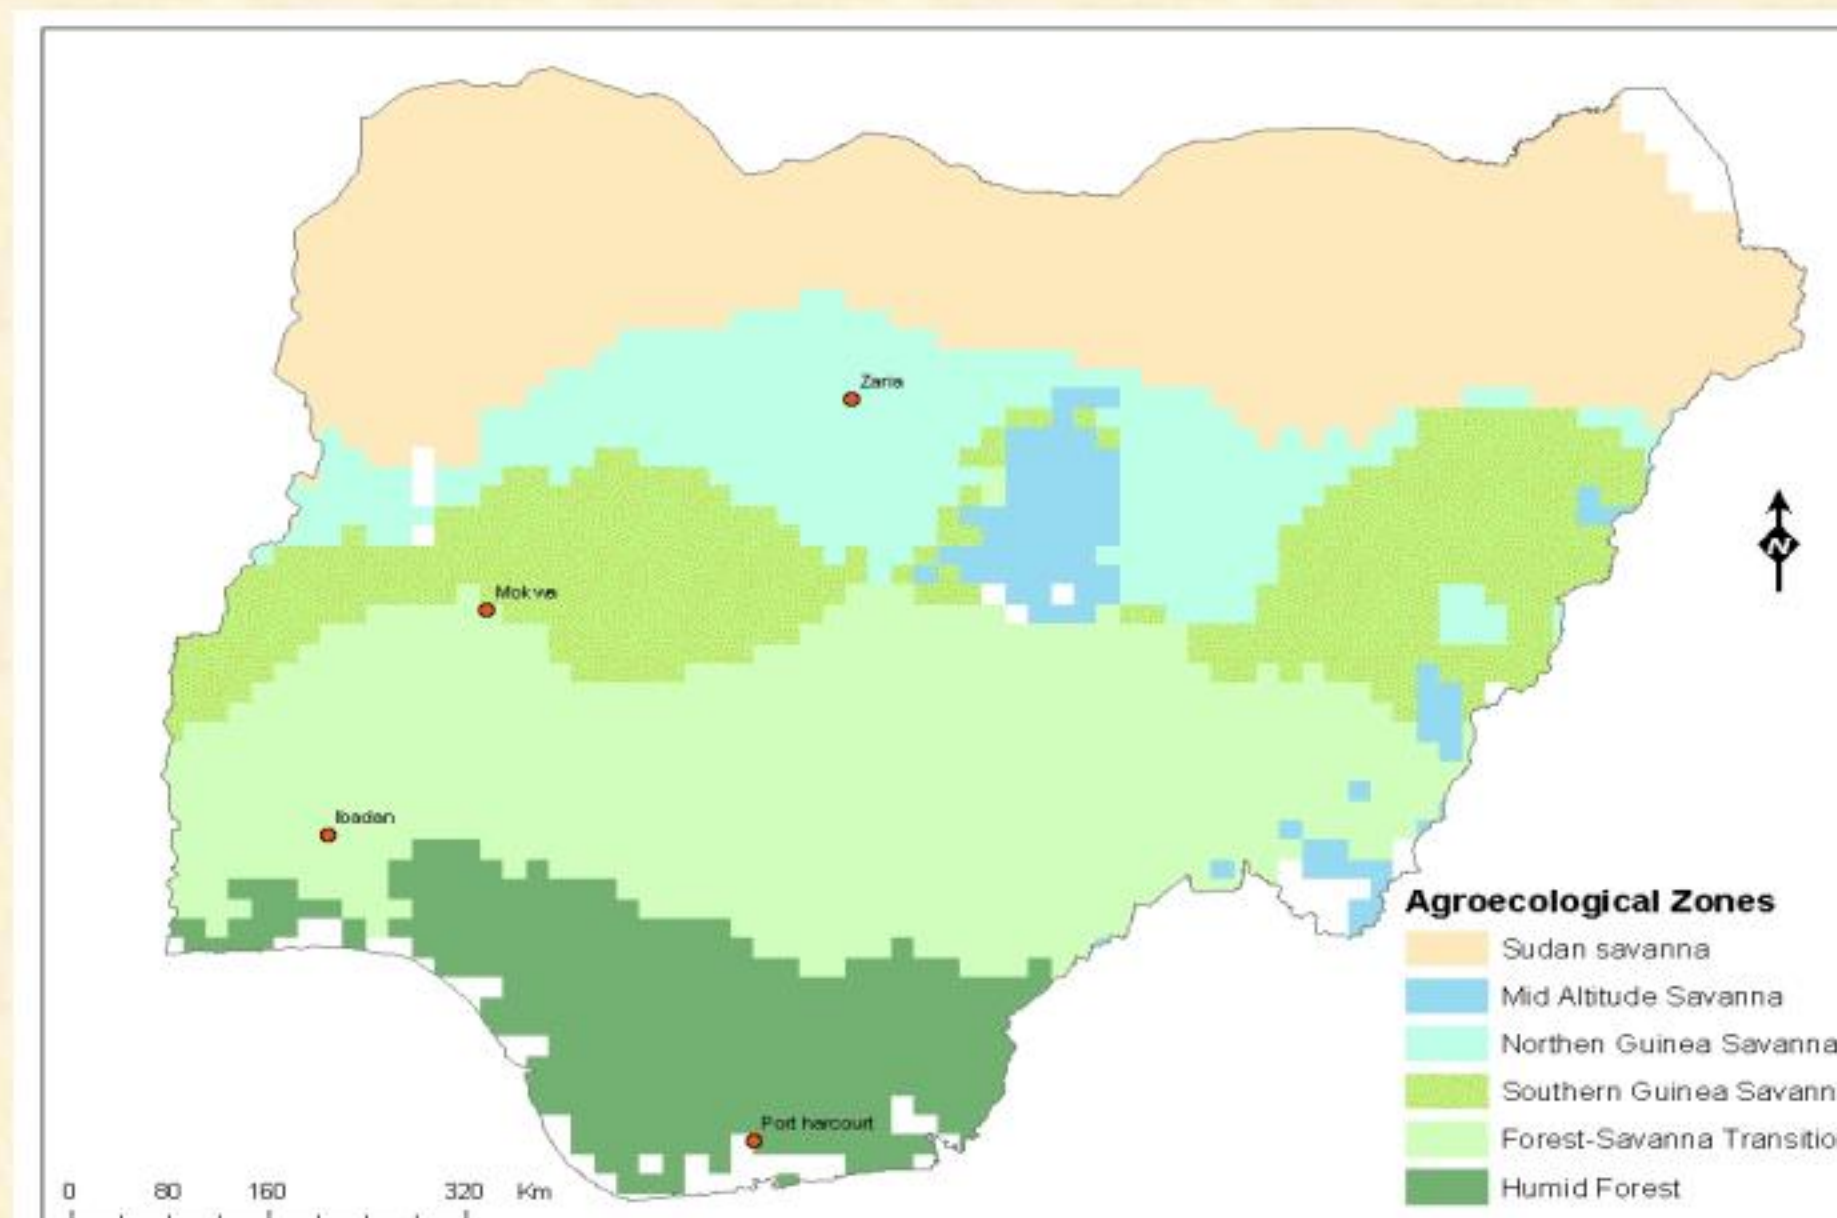 Zaria
Mokwa
Ibadan
Port harcourt
N
Agroecological Zones
Sudan savanna
Mid Altitude Savanna
Northen Guinea Savanna
Southern Guinea Savann
Forest-Savanna Transitio
Humid Forest
0 80 160 320 Km